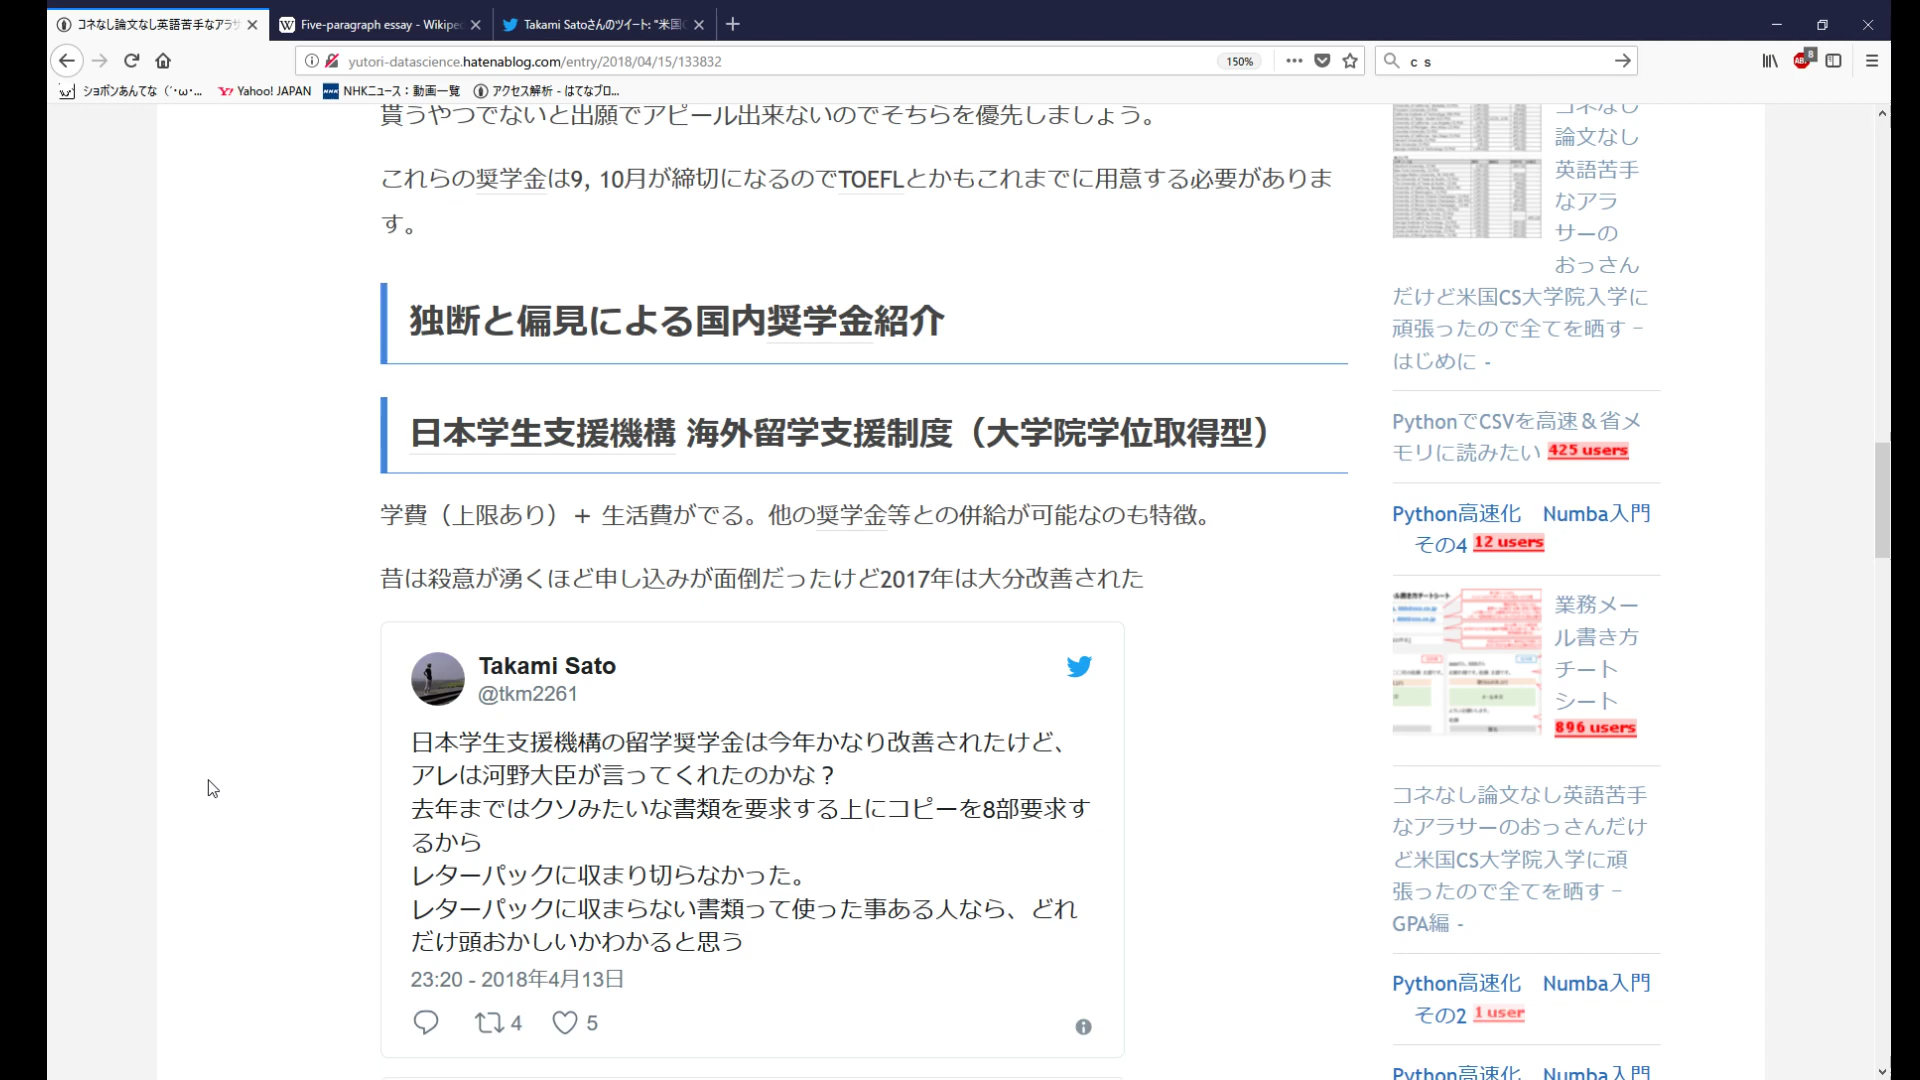 コネなし論文なし英語苦手なアラサ
Five-paragraph essay - Wikipe
Takami Satoさんのツイート: "米国C
yutori-datascience.hatenablog.com/entry/2018/04/15/133832
150%
c s
8
ショボンあんてな (´･ω･...
Yahoo! JAPAN
NHKニュース：動画一覧
アクセス解析 - はてなブロ...
貰うやつでないと出願でアピール出来ないのでそちらを優先しましょう。
これらの奨学金は9, 10月が締切になるのでTOEFLとかもこれまでに用意する必要がありま
す。
独断と偏見による国内奨学金紹介
日本学生支援機構 海外留学支援制度（大学院学位取得型）
学費（上限あり）＋ 生活費がでる。他の奨学金等との併給が可能なのも特徴。
昔は殺意が湧くほど申し込みが面倒だったけど2017年は大分改善された
Takami Sato
@tkm2261
日本学生支援機構の留学奨学金は今年かなり改善されたけど、
アレは河野大臣が言ってくれたのかな？
去年まではクソみたいな書類を要求する上にコピーを8部要求す
るから
レターパックに収まり切らなかった。
レターパックに収まらない書類って使った事ある人なら、どれ
だけ頭おかしいかわかると思う
23:20 - 2018年4月13日
4
5
コネなし
論文なし
英語苦手
なアラ
サーの
おっさん
だけど米国CS大学院入学に
頑張ったので全てを晒す −
はじめに -
PythonでCSVを高速＆省メ
モリに読みたい 425 users
Python高速化　Numba入門
その4 12 users
業務メー
ル書き方
チート
シート
896 users
コネなし論文なし英語苦手
なアラサーのおっさんだけ
ど米国CS大学院入学に頑
張ったので全てを晒す −
GPA編 -
Python高速化　Numba入門
その2 1 user
Python高速化　Numba入門